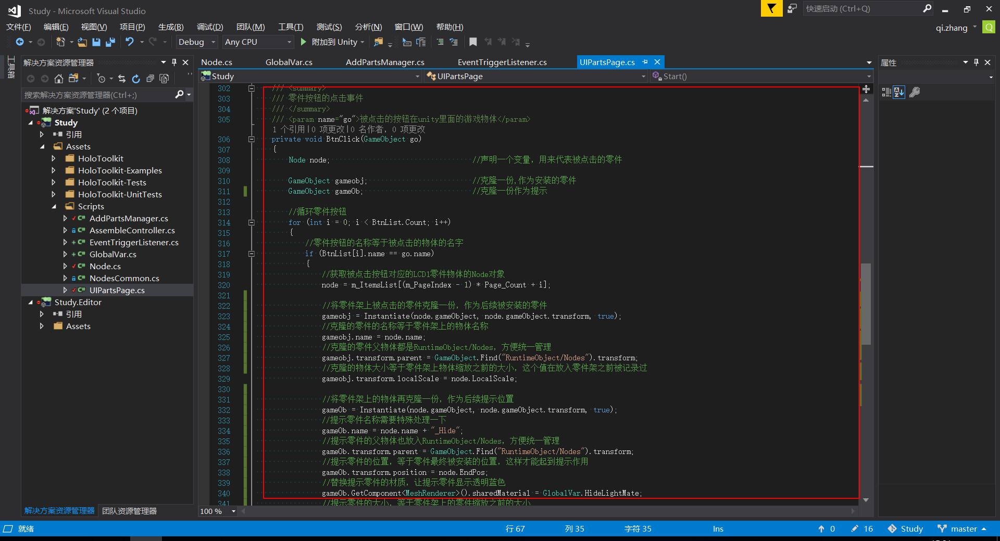 Study - Microsoft Visual Studio
快速启动 (Ctrl+Q)
文件(F) 编辑(E) 视图(V) 项目(P) 生成(B) 调试(D) 团队(M) 工具(T) 测试(S) 分析(N) 窗口(W) 帮助(H)
qi.zhang Q
Debug Any CPU 附加到 Unity
工具箱
解决方案资源管理器
搜索解决方案资源管理器(Ctrl+;)
解决方案'Study' (2 个项目)
Study
引用
Assets
HoloToolkit
HoloToolkit-Examples
HoloToolkit-Tests
HoloToolkit-UnitTests
Scripts
C# AddPartsManager.cs
C# AssembleController.cs
C# EventTriggerListener.cs
C# GlobalVar.cs
C# Node.cs
C# NodesCommon.cs
C# UIPartsPage.cs
Study.Editor
引用
Assets
解决方案资源管理器 团队资源管理器
Node.cs GlobalVar.cs AddPartsManager.cs EventTriggerListener.cs UIPartsPage.cs
Study UIPartsPage Start()
302 /// <summary>
303 /// 零件按钮的点击事件
304 /// </summary>
305 /// <param name="go">被点击的按钮在unity里面的游戏物体</param>
1 个引用|0 项更改|0 名作者, 0 项更改
306 private void BtnClick(GameObject go)
307 {
308 Node node; //声明一个变量, 用来代表被点击的零件
309
310 GameObject gameobj; //克隆一份,作为安装的零件
311 GameObject gameOb; //克隆一份作为提示
312
313 //循环零件按钮
314 for (int i = 0; i < BtnList.Count; i++)
315 {
316 //零件按钮的名称等于被点击的物体的名字
317 if (BtnList[i].name == go.name)
318 {
319 //获取被点击按钮对应的LCD1零件物体的Node对象
320 node = m_ItemsList[(m_PageIndex - 1) * Page_Count + i];
321
322 //将零件架上被点击的零件克隆一份, 作为后续被安装的零件
323 gameobj = Instantiate(node.gameObject, node.gameObject.transform, true);
324 //克隆的零件的名称等于零件架上的物体名称
325 gameobj.name = node.name;
326 //克隆的零件父物体都是RuntimeObject/Nodes, 方便统一管理
327 gameobj.transform.parent = GameObject.Find("RuntimeObject/Nodes").transform;
328 //克隆的物体大小等于零件架上物体缩放之前的大小, 这个值在放入零件架之前被记录过
329 gameobj.transform.localScale = node.LocalScale;
330
331 //将零件架上的物体再克隆一份, 作为后续提示位置
332 gameOb = Instantiate(node.gameObject, node.gameObject.transform, true);
333 //提示零件名称需要特殊处理一下
334 gameOb.name = node.name + "_Hide";
335 //提示零件的父物体也放入RuntimeObject/Nodes, 方便统一管理
336 gameOb.transform.parent = GameObject.Find("RuntimeObject/Nodes").transform;
337 //提示零件的位置, 等于零件最终被安装的位置, 这样才能起到提示作用
338 gameOb.transform.position = node.EndPos;
339 //替换提示零件的材质, 让提示零件显示透明蓝色
340 gameOb.GetComponent<MeshRenderer>().sharedMaterial = GlobalVar.HideLightMate;
341 //提示零件的大小, 等于零件架上的零件缩放之前的大小
100 %
属性
就绪 行 67 列 35 字符 35 Ins 0 16 Study master